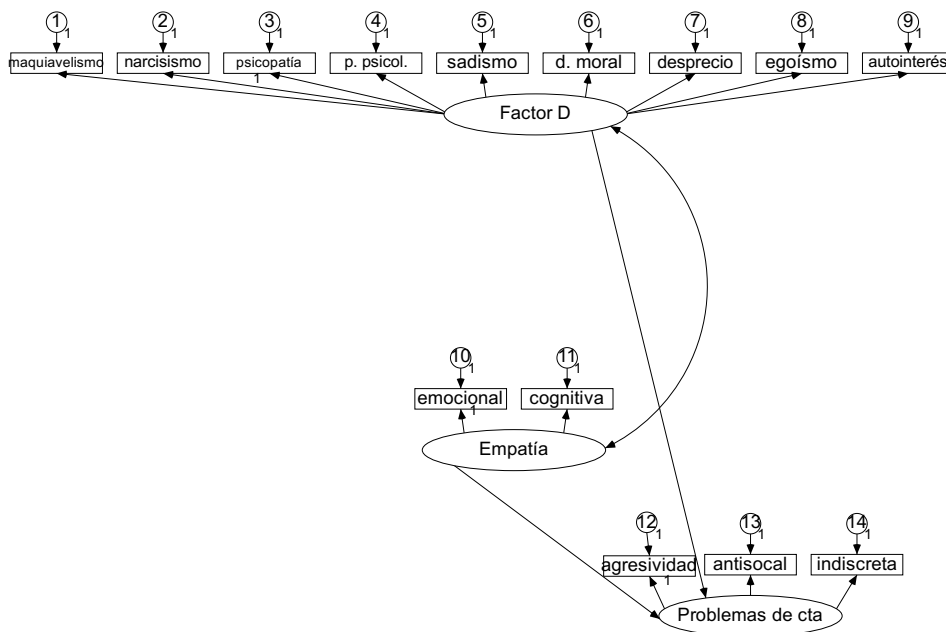 1 2 3 4 5 6 7 8 9
1 1 1 1 1 1 1 1 1
maquiavelismo narcisismo psicopatía p. psicol. sadismo d. moral desprecio egoísmo autointerés
1
Factor D
10 11
1 1
emocional cognitiva
1
Empatía
12 13 14
1 1 1
agresividad antisocal indiscreta
1
Problemas de cta